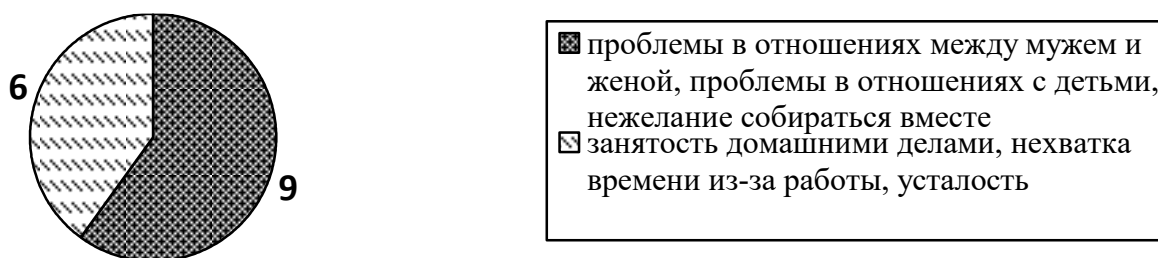 6
9
проблемы в отношениях между мужем и
женой, проблемы в отношениях с детьми,
нежелание собираться вместе
занятость домашними делами, нехватка
времени из-за работы, усталость